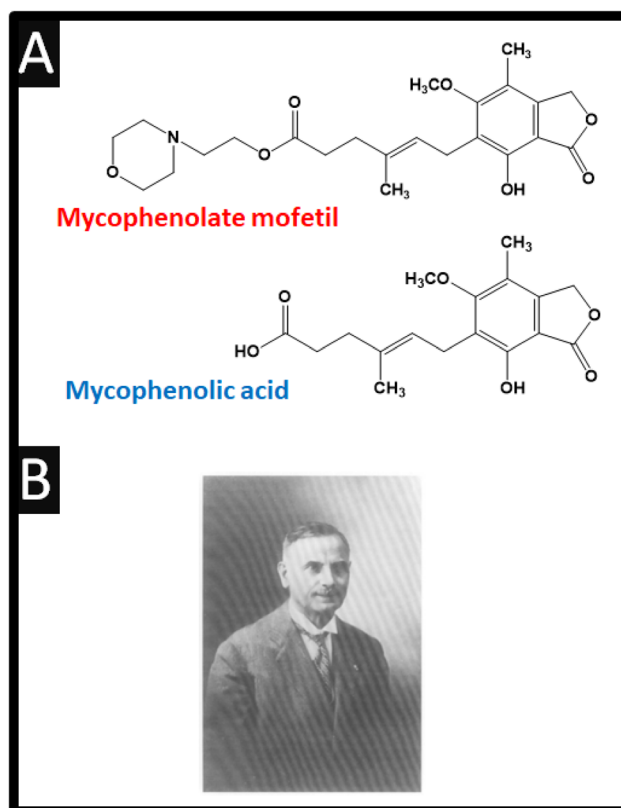 A
O
N
O
O
CH₃
H₃CO
CH₃
OH
O
O
Mycophenolate mofetil
O
HO
CH₃
H₃CO
CH₃
OH
O
O
Mycophenolic acid
B